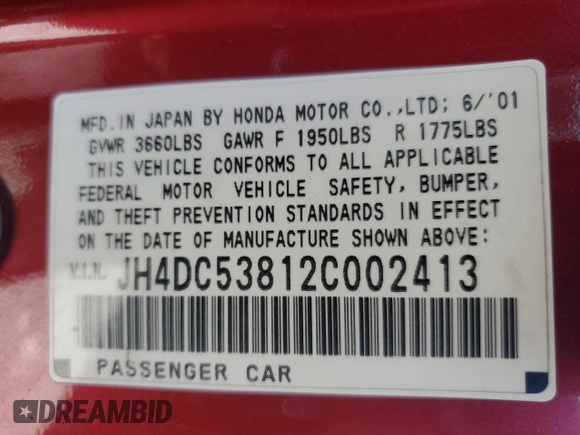 MFD.IN JAPAN BY HONDA MOTOR CO.,LTD; 6/'01
GVWR 3660LBS GAWR F 1950LBS R 1775LBS
THIS VEHICLE CONFORMS TO ALL APPLICABLE
FEDERAL MOTOR VEHICLE SAFETY, BUMPER,
AND THEFT PREVENTION STANDARDS IN EFFECT
ON THE DATE OF MANUFACTURE SHOWN ABOVE:
V.I.N. JH4DC53812C002413
PASSENGER CAR
DREAMBID